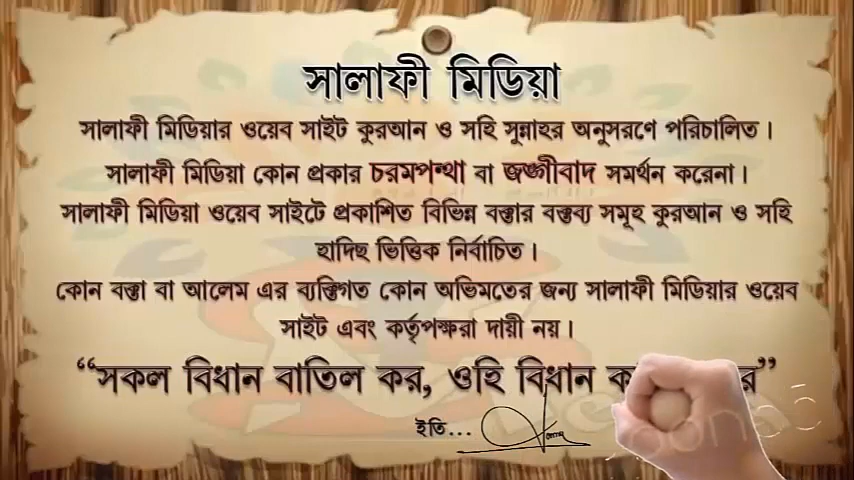 সালাফী মিডিয়া
সালাফী মিডিয়ার ওয়েব সাইট কুরআন ও সহি সুন্নাহর অনুসরণে পরিচালিত।
সালাফী মিডিয়া কোন প্রকার চরমপন্থা বা জঙ্গীবাদ সমর্থন করেনা।
সালাফী মিডিয়া ওয়েব সাইটে প্রকাশিত বিভিন্ন বক্তার বক্তব্য সমূহ কুরআন ও সহি
হাদিছ ভিত্তিক নির্বাচিত।
কোন বক্তা বা আলেম এর ব্যক্তিগত কোন অভিমতের জন্য সালাফী মিডিয়ার ওয়েব
সাইট এবং কর্তৃপক্ষরা দায়ী নয়।
“সকল বিধান বাতিল কর, ওহি বিধান
ইতি...